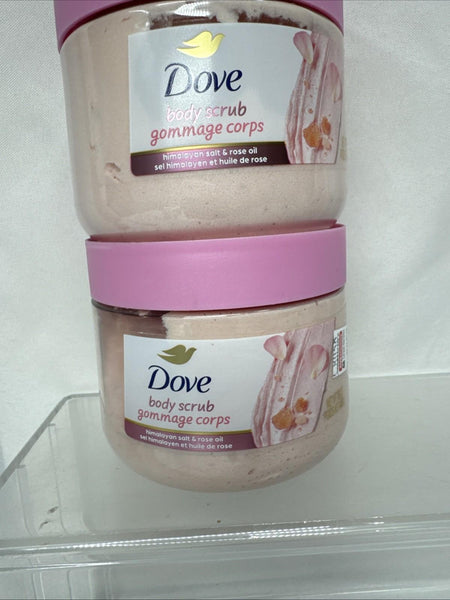 Dove
body scrub
gommage corps
himalayan salt & rose oil
sel himalayen et huile de rose
Dove
body scrub
gommage corps
himalayan salt & rose oil
sel himalayen et huile de rose